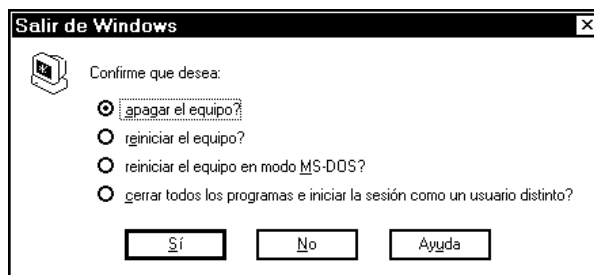 Salir de Windows
Confirme que desea:
apagar el equipo?
reiniciar el equipo?
reiniciar el equipo en modo MS-DOS?
cerrar todos los programas e iniciar la sesión como un usuario distinto?
Sí No Ayuda